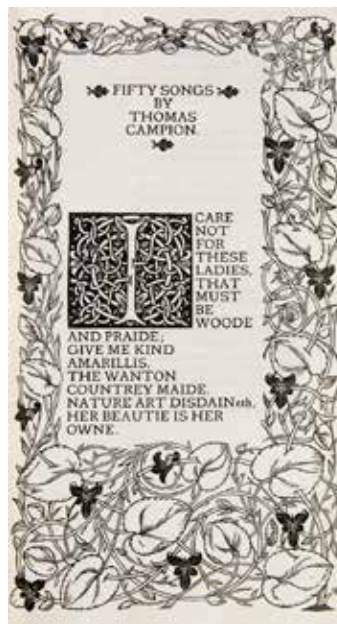 FIFTY SONGS
BY
THOMAS
CAMPION.
I CARE
NOT
FOR
THESE
LADIES,
THAT
MUST
BE
WOODE
AND PRAIDE;
GIVE ME KIND
AMARILLIS,
THE WANTON
COUNTREY MAIDE.
NATURE ART DISDAINeth,
HER BEAUTIE IS HER
OWNE.